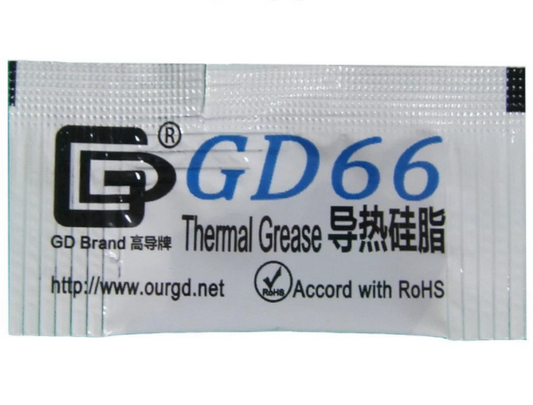 GD® GD66
GD Brand 高导牌 Thermal Grease 导热硅脂
http://www.ourgd.net RoHS Accord with RoHS